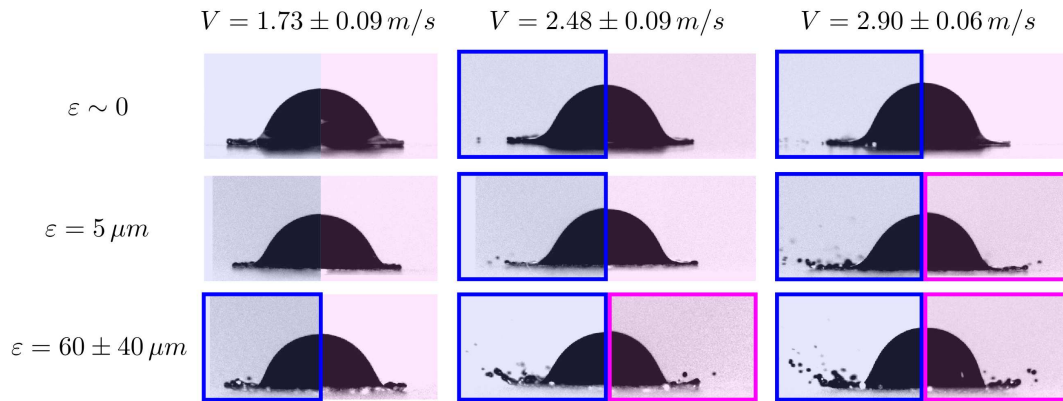 V = 1.73 ± 0.09 m/s V = 2.48 ± 0.09 m/s V = 2.90 ± 0.06 m/s
ε ∼ 0
ε = 5 μm
ε = 60 ± 40 μm